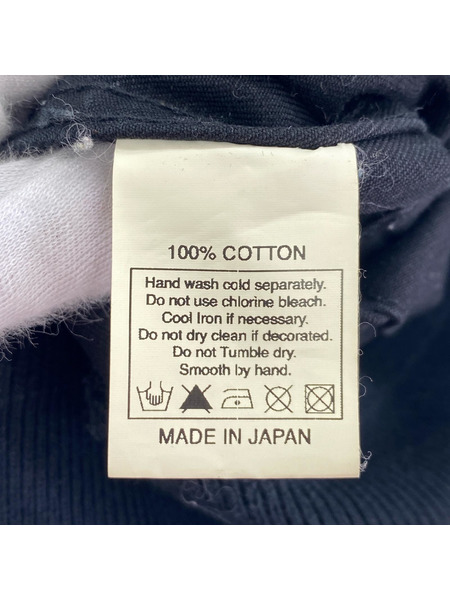 100% COTTON
Hand wash cold separately.
Do not use chlorine bleach.
Cool Iron if necessary.
Do not dry clean if decorated.
Do not Tumble dry.
Smooth by hand.
MADE IN JAPAN